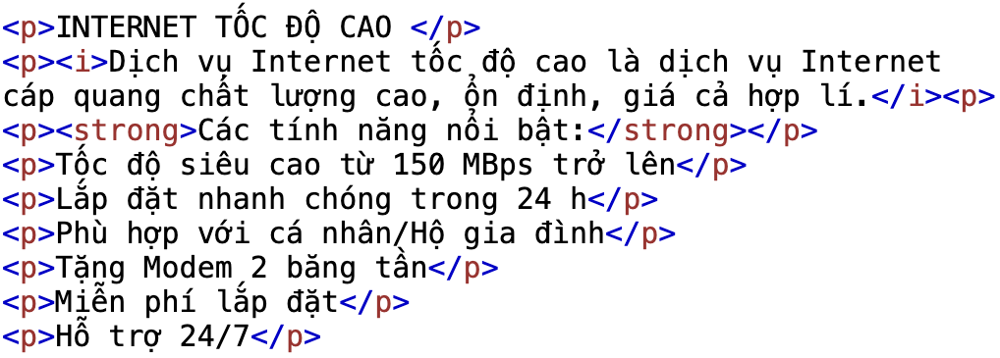 <p>INTERNET TỐC ĐỘ CAO </p>
<p><i>Dịch vụ Internet tốc độ cao là dịch vụ Internet
cáp quang chất lượng cao, ổn định, giá cả hợp lí.</i><p>
<p><strong>Các tính năng nổi bật:</strong></p>
<p>Tốc độ siêu cao từ 150 MBps trở lên</p>
<p>Lắp đặt nhanh chóng trong 24 h</p>
<p>Phù hợp với cá nhân/Hộ gia đình</p>
<p>Tặng Modem 2 băng tần</p>
<p>Miễn phí lắp đặt</p>
<p>Hỗ trợ 24/7</p>